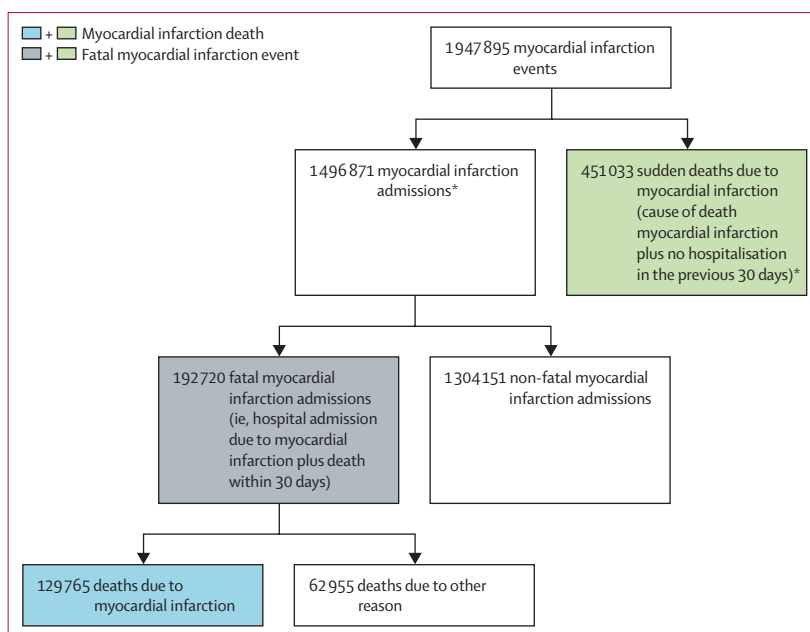 + Myocardial infarction death
+ Fatal myocardial infarction event
1947895 myocardial infarction
events
1496871 myocardial infarction
admissions*
451033 sudden deaths due to
myocardial infarction
(cause of death
myocardial infarction
plus no hospitalisation
in the previous 30 days)*
192720 fatal myocardial
infarction admissions
(ie, hospital admission
due to myocardial
infarction plus death
within 30 days)
1304151 non-fatal myocardial
infarction admissions
129765 deaths due to
myocardial infarction
62955 deaths due to other
reason